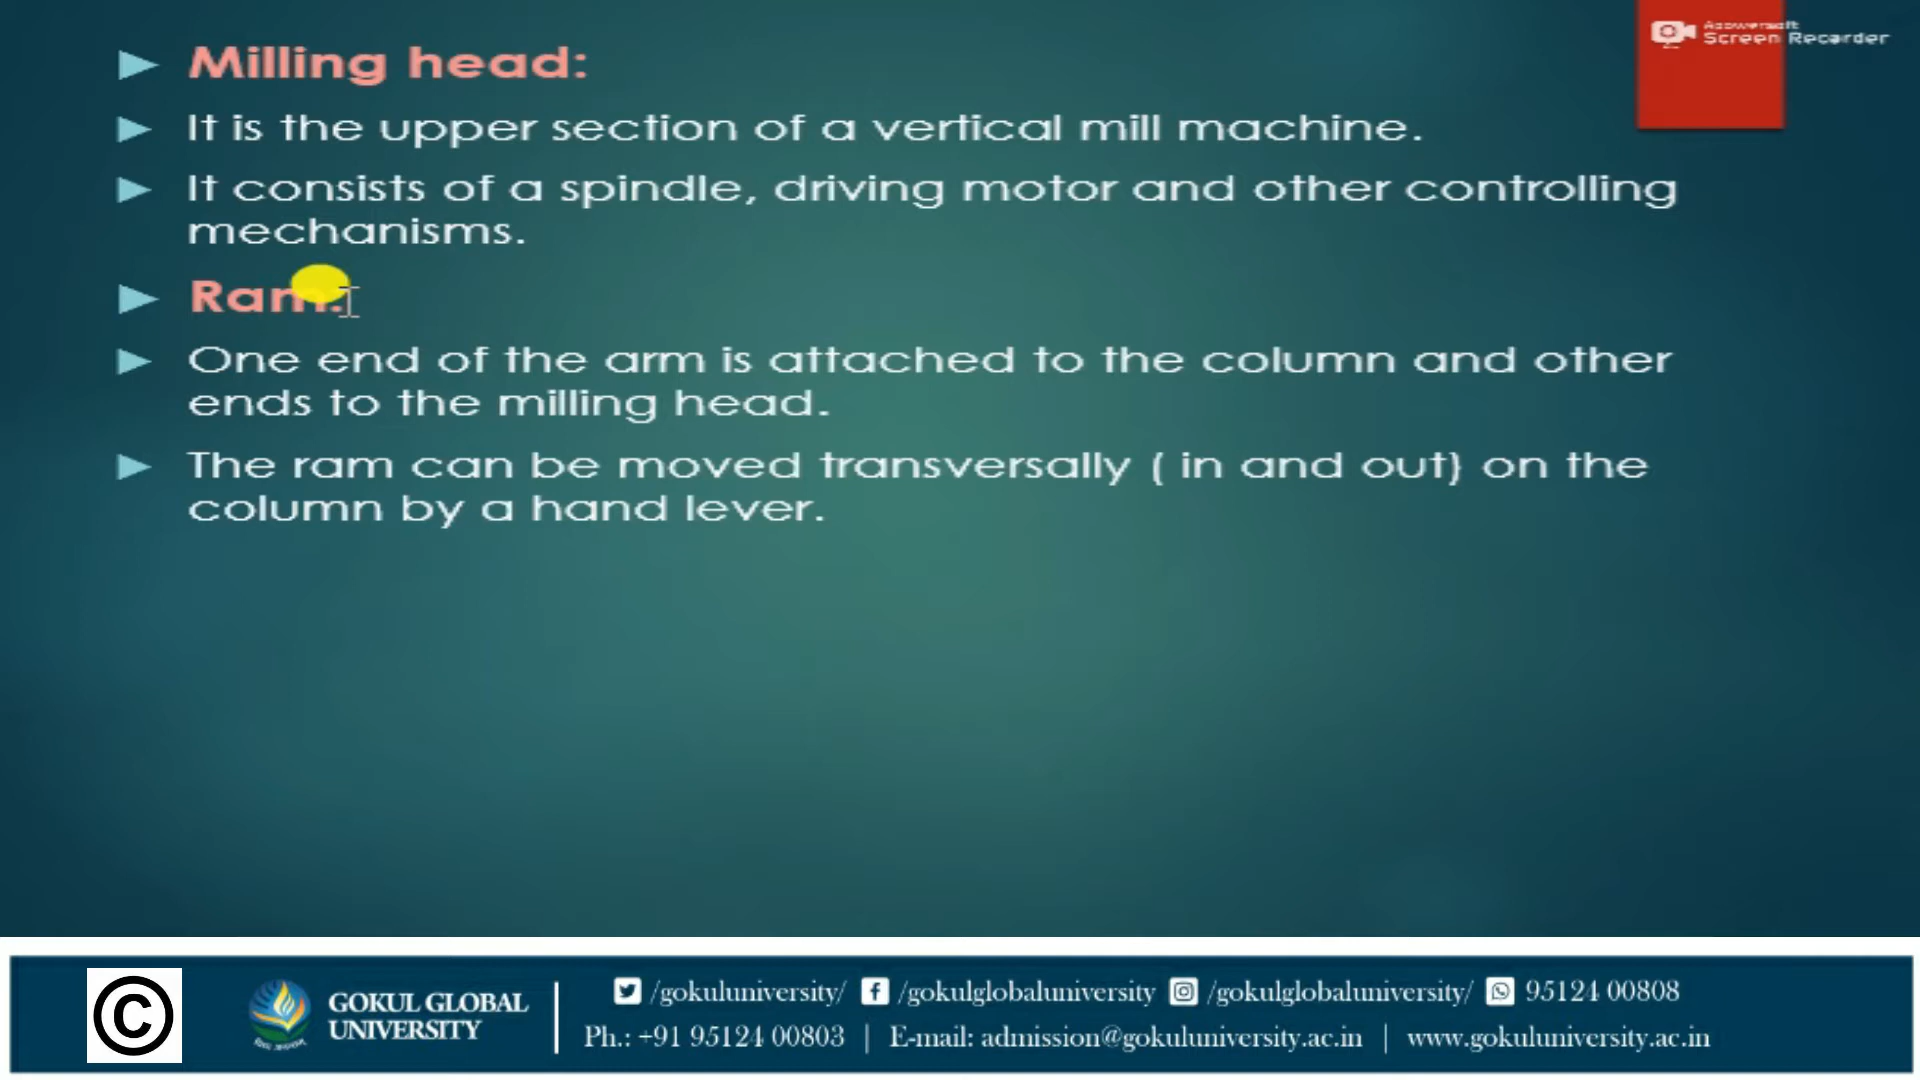 Milling head:
It is the upper section of a vertical mill machine.
It consists of a spindle, driving motor and other controlling
mechanisms.
Ram:
One end of the arm is attached to the column and other
ends to the milling head.
The ram can be moved transversally ( in and out) on the
column by a hand lever.
Screen Recorder
©
GOKUL GLOBAL
UNIVERSITY
/gokuluniversity/ /gokulglobaluniversity /gokulglobaluniversity/ 95124 00808
Ph.: +91 95124 00803 | E-mail: admission@gokuluniversity.ac.in | www.gokuluniversity.ac.in